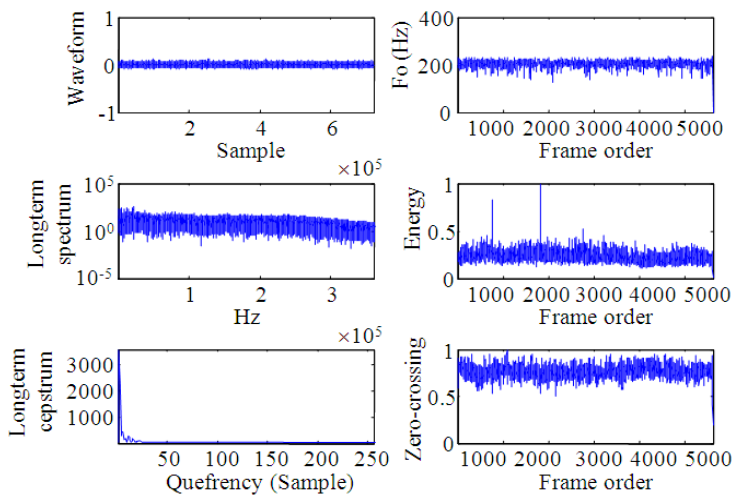 Waveform
1
0
-1
2 4 6
Sample
×10^5
Fo (Hz)
400
200
0
1000 2000 3000 4000 5000
Frame order
Longterm
spectrum
10^5
10^0
10^-5
1 2 3
Hz
×10^5
Energy
1
0.5
0
1000 2000 3000 4000 5000
Frame order
Longterm
cepstrum
3000
2000
1000
50 100 150 200 250
Quefrency (Sample)
Zero-crossing
1
0.5
0
1000 2000 3000 4000 5000
Frame order